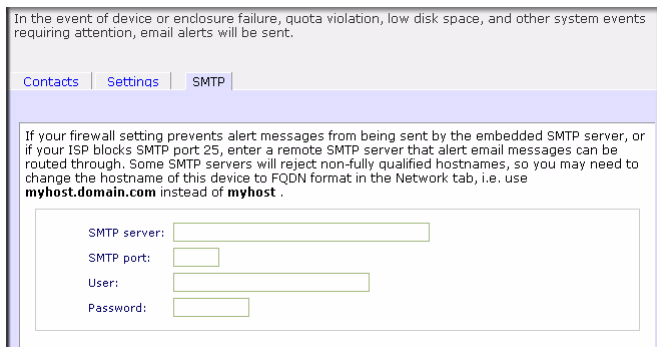 In the event of device or enclosure failure, quota violation, low disk space, and other system events
requiring attention, email alerts will be sent.
Contacts Settings SMTP
If your firewall setting prevents alert messages from being sent by the embedded SMTP server, or
if your ISP blocks SMTP port 25, enter a remote SMTP server that alert email messages can be
routed through. Some SMTP servers will reject non-fully qualified hostnames, so you may need to
change the hostname of this device to FQDN format in the Network tab, i.e. use
myhost.domain.com instead of myhost .
SMTP server:
SMTP port:
User:
Password: